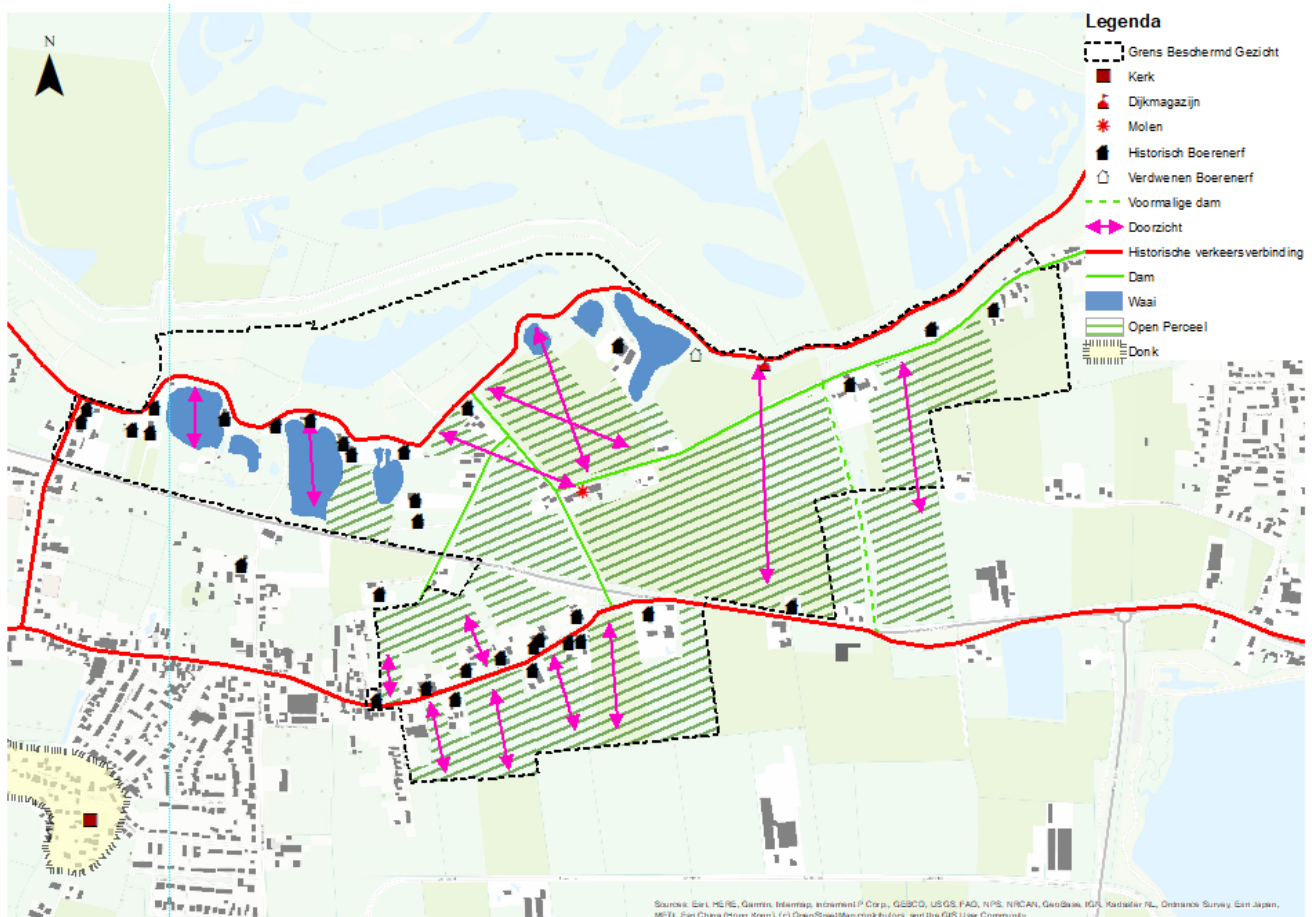 N
Legenda
Grens Beschermd Gezicht
Kerk
Dijkmagazijn
Molen
Historisch Boerenerf
Verdwenen Boerenerf
Voormalige dam
Doorzicht
Historische verkeersverbinding
Dam
Waai
Open Perceel
Donk
Sources: Esri, HERE, Garmin, Intermap, increment P Corp., GEBCO, USGS, FAO, NPS, NRCAN, GeoBase, IGN, Kadaster NL, Ordnance Survey, Esri Japan,
METI, Esri China (Hong Kong), (c) OpenStreetMap contributors, and the GIS User Community